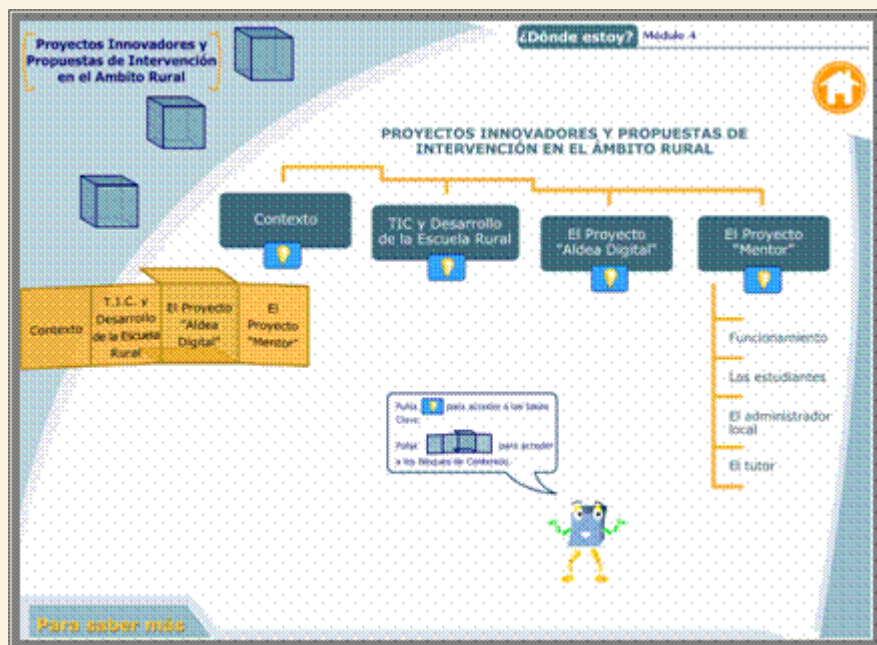 Proyectos Innovadores y
Propuestas de Intervención
en el Ambito Rural
¿Dónde estoy? Módulo 4
PROYECTOS INNOVADORES Y PROPUESTAS DE
INTERVENCIÓN EN EL ÁMBITO RURAL
Contexto
TIC y Desarrollo
de la Escuela Rural
El Proyecto
"Aldea Digital"
El Proyecto
"Mentor"
Contexto
T.I.C. y
Desarrollo
de la Escuela
Rural
El Proyecto
"Aldea
Digital"
El
Proyecto
"Mentor"
Funcionamiento
Los estudiantes
El administrador
local
El tutor
Pulsa para acceder a las Ideas
Clave.
Pulsa para acceder
a los Bloques de Contenido.
Para saber más